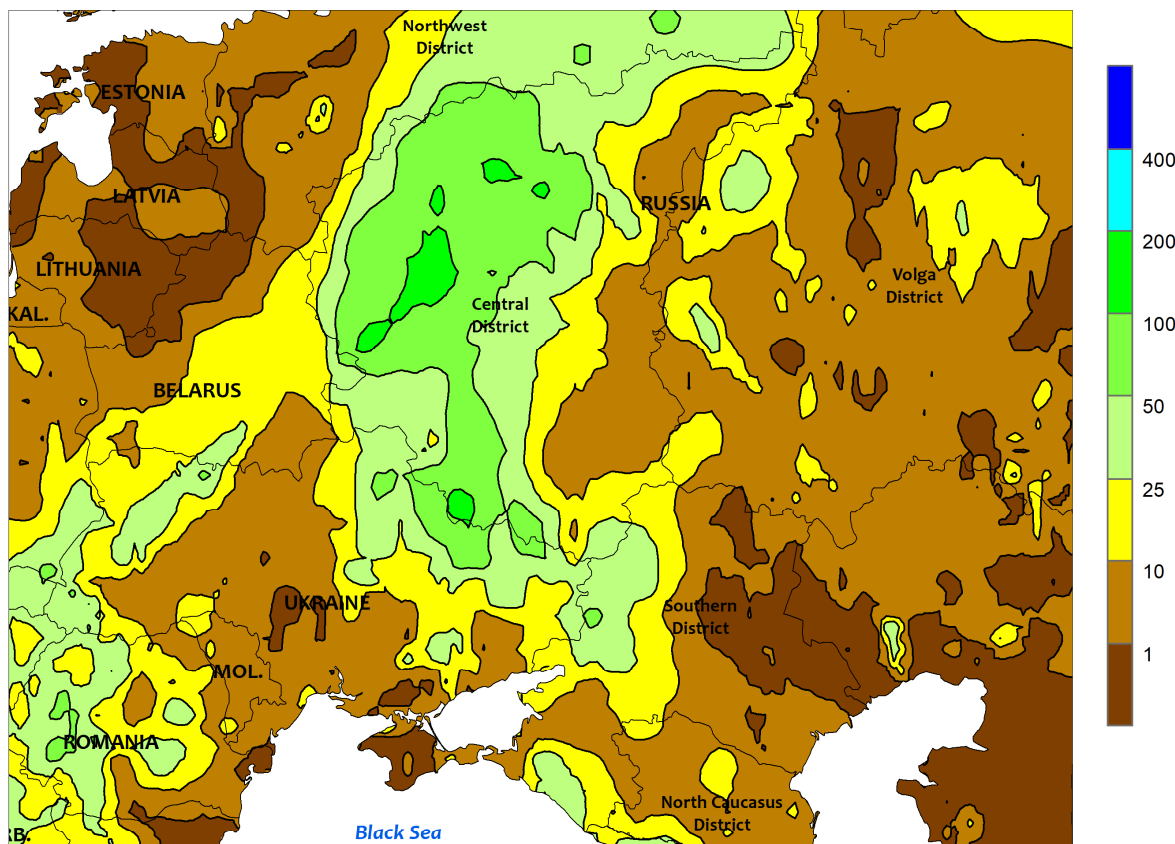 Northwest
District
ESTONIA
400
LATVIA
RUSSIA
200
LITHUANIA
Volga
District
KAL.
Central
District
100
BELARUS
50
25
10
UKRAINE
Southern
District
1
MOL.
ROMANIA
North Caucasus
District
RB.
Black Sea